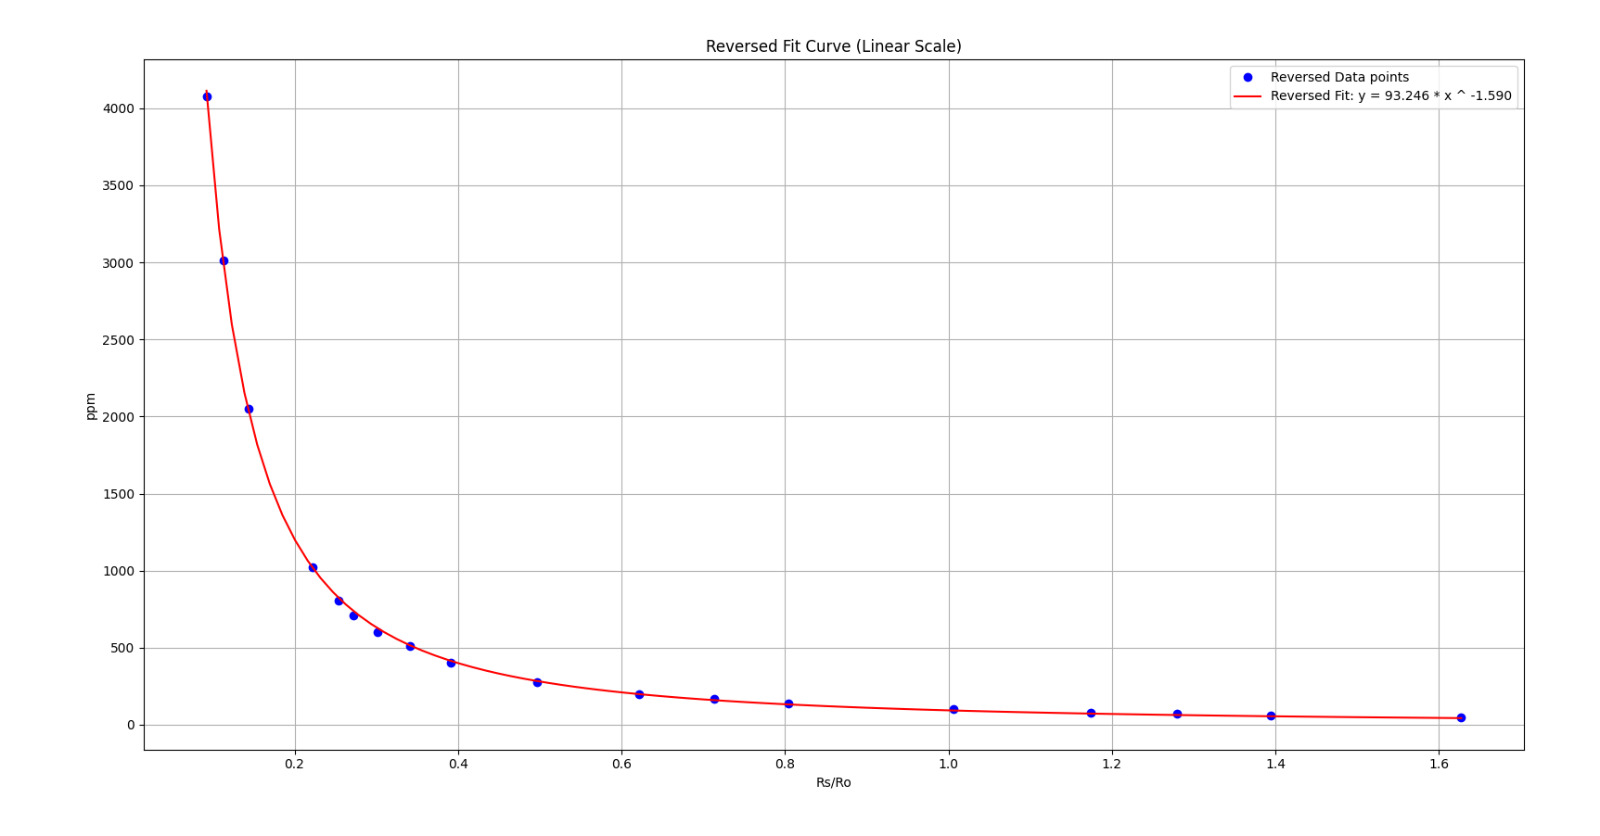 Reversed Fit Curve (Linear Scale)
Reversed Data points
Reversed Fit: y = 93.246 * x ^ -1.590
4000
3500
3000
2500
2000
1500
1000
500
0
ppm
0.2 0.4 0.6 0.8 1.0 1.2 1.4 1.6
Rs/Ro